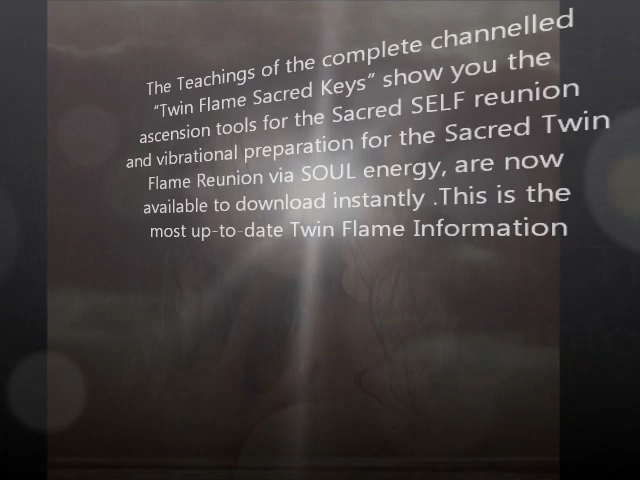 The Teachings of the complete channelled
“Twin Flame Sacred Keys” show you the
ascension tools for the Sacred SELF reunion
and vibrational preparation for the Sacred Twin
Flame Reunion via SOUL energy, are now
available to download instantly .This is the
most up-to-date Twin Flame Information